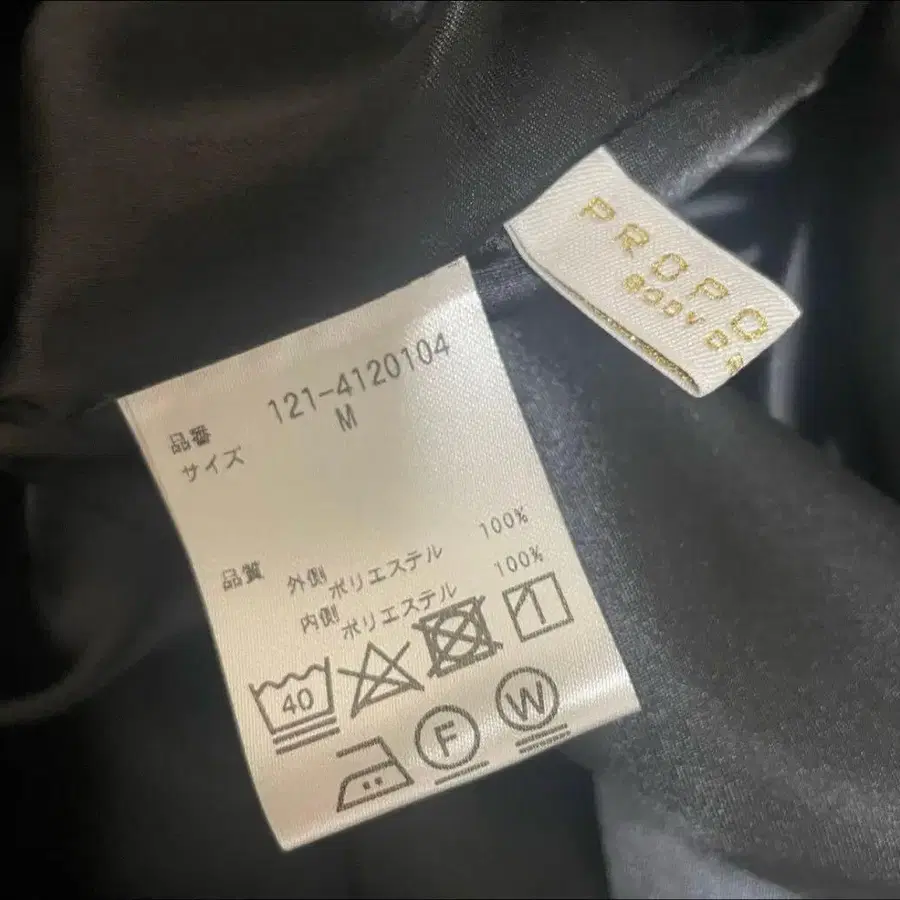 品番 121-4120104
サイズ M
品質 外側 ポリエステル 100%
内側 ポリエステル 100%
40
F
W
PROPO
BODY